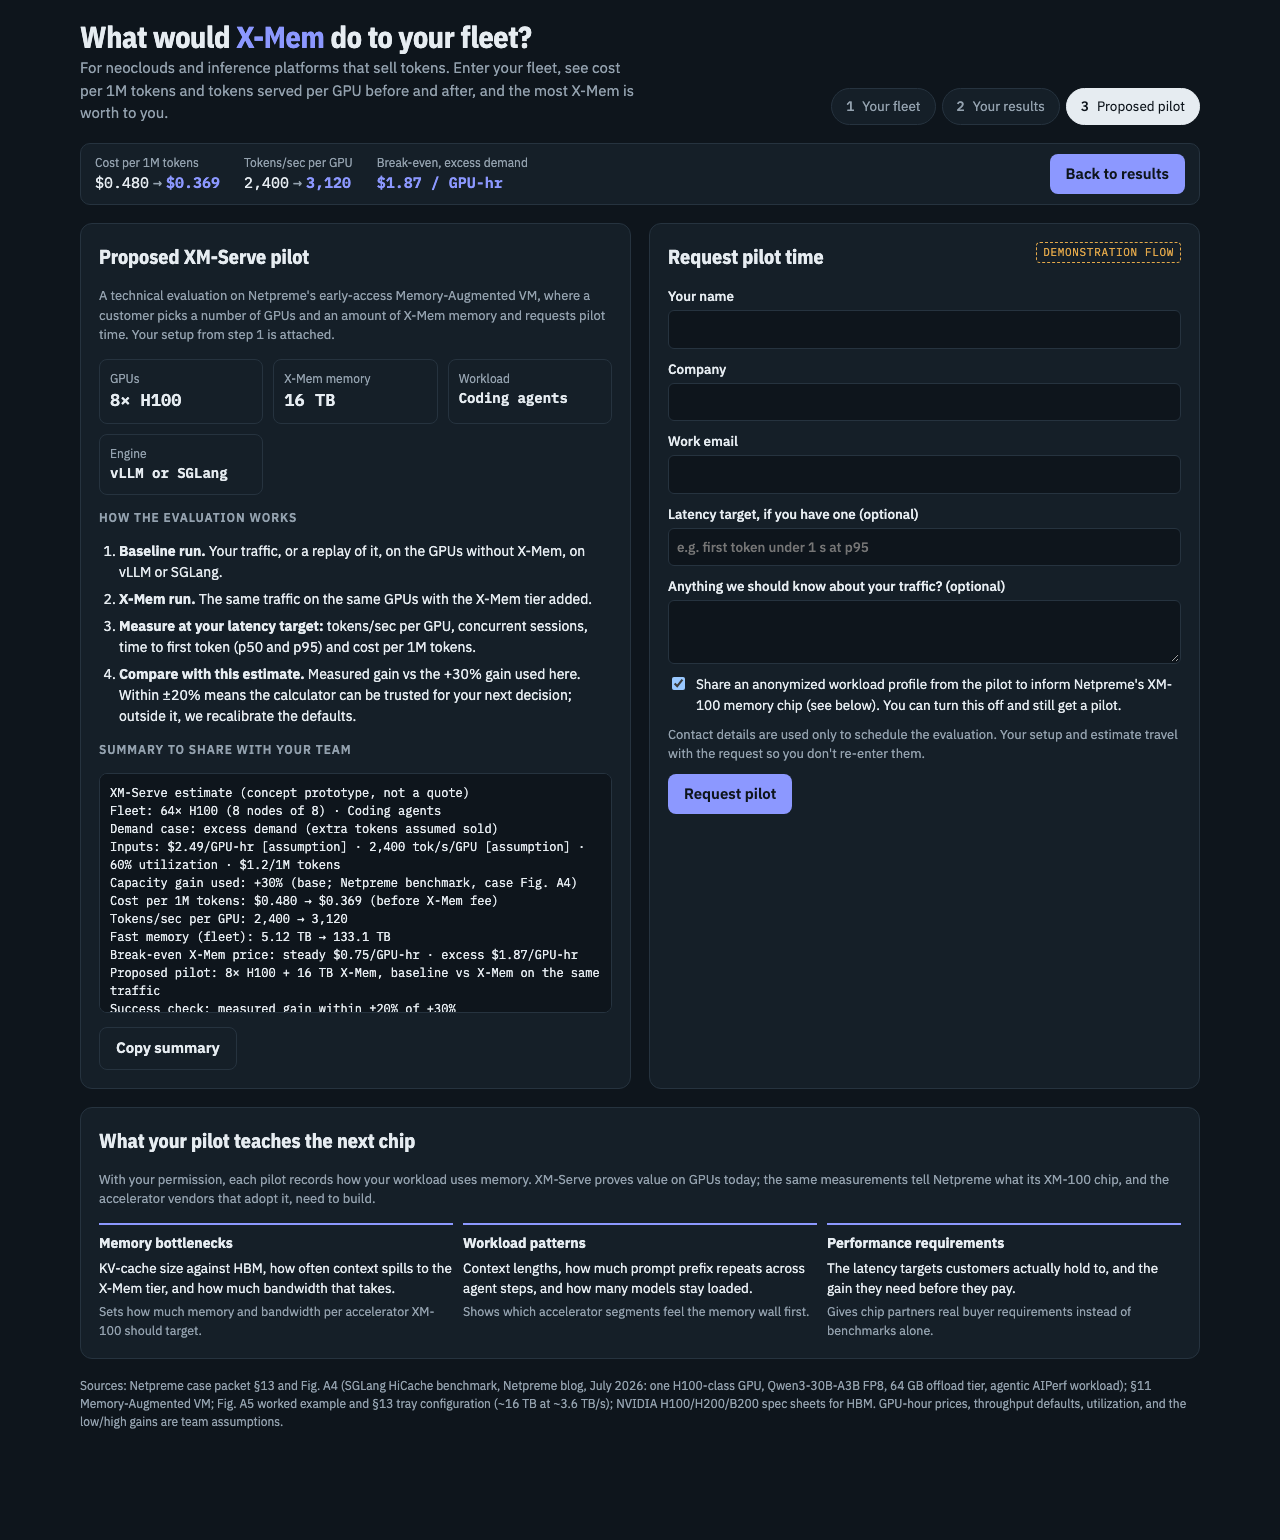 What would X-Mem do to your fleet?
For neoclouds and inference platforms that sell tokens. Enter your fleet, see cost
per 1M tokens and tokens served per GPU before and after, and the most X-Mem is
worth to you.
1 Your fleet
2 Your results
3 Proposed pilot
Cost per 1M tokens
$0.480 → $0.369
Tokens/sec per GPU
2,400 → 3,120
Break-even, excess demand
$1.87 / GPU-hr
Back to results
Proposed XM-Serve pilot
A technical evaluation on Netpreme's early-access Memory-Augmented VM, where a
customer picks a number of GPUs and an amount of X-Mem memory and requests pilot
time. Your setup from step 1 is attached.
GPUs
8× H100
X-Mem memory
16 TB
Workload
Coding agents
Engine
vLLM or SGLang
HOW THE EVALUATION WORKS
1. Baseline run. Your traffic, or a replay of it, on the GPUs without X-Mem, on
vLLM or SGLang.
2. X-Mem run. The same traffic on the same GPUs with the X-Mem tier added.
3. Measure at your latency target: tokens/sec per GPU, concurrent sessions,
time to first token (p50 and p95) and cost per 1M tokens.
4. Compare with this estimate. Measured gain vs the +30% gain used here.
Within ±20% means the calculator can be trusted for your next decision;
outside it, we recalibrate the defaults.
SUMMARY TO SHARE WITH YOUR TEAM
XM-Serve estimate (concept prototype, not a quote)
Fleet: 64× H100 (8 nodes of 8) · Coding agents
Demand case: excess demand (extra tokens assumed sold)
Inputs: $2.49/GPU-hr [assumption] · 2,400 tok/s/GPU [assumption] ·
60% utilization · $1.2/1M tokens
Capacity gain used: +30% (base; Netpreme benchmark, case Fig. A4)
Cost per 1M tokens: $0.480 → $0.369 (before X-Mem fee)
Tokens/sec per GPU: 2,400 → 3,120
Fast memory (fleet): 5.12 TB → 133.1 TB
Break-even X-Mem price: steady $0.75/GPU-hr · excess $1.87/GPU-hr
Proposed pilot: 8× H100 + 16 TB X-Mem, baseline vs X-Mem on the same
traffic
Success check: measured gain within ±20% of +30%
Copy summary
Request pilot time
DEMONSTRATION FLOW
Your name
Company
Work email
Latency target, if you have one (optional)
e.g. first token under 1 s at p95
Anything we should know about your traffic? (optional)
Share an anonymized workload profile from the pilot to inform Netpreme's XM-
100 memory chip (see below). You can turn this off and still get a pilot.
Contact details are used only to schedule the evaluation. Your setup and estimate travel
with the request so you don't re-enter them.
Request pilot
What your pilot teaches the next chip
With your permission, each pilot records how your workload uses memory. XM-Serve proves value on GPUs today; the same measurements tell Netpreme what its XM-100 chip, and the
accelerator vendors that adopt it, need to build.
Memory bottlenecks
KV-cache size against HBM, how often context spills to the
X-Mem tier, and how much bandwidth that takes.
Sets how much memory and bandwidth per accelerator XM-
100 should target.
Workload patterns
Context lengths, how much prompt prefix repeats across
agent steps, and how many models stay loaded.
Shows which accelerator segments feel the memory wall first.
Performance requirements
The latency targets customers actually hold to, and the
gain they need before they pay.
Gives chip partners real buyer requirements instead of
benchmarks alone.
Sources: Netpreme case packet §13 and Fig. A4 (SGLang HiCache benchmark, Netpreme blog, July 2026: one H100-class GPU, Qwen3-30B-A3B FP8, 64 GB offload tier, agentic AIPerf workload); §11
Memory-Augmented VM; Fig. A5 worked example and §13 tray configuration (~16 TB at ~3.6 TB/s); NVIDIA H100/H200/B200 spec sheets for HBM. GPU-hour prices, throughput defaults, utilization, and the
low/high gains are team assumptions.